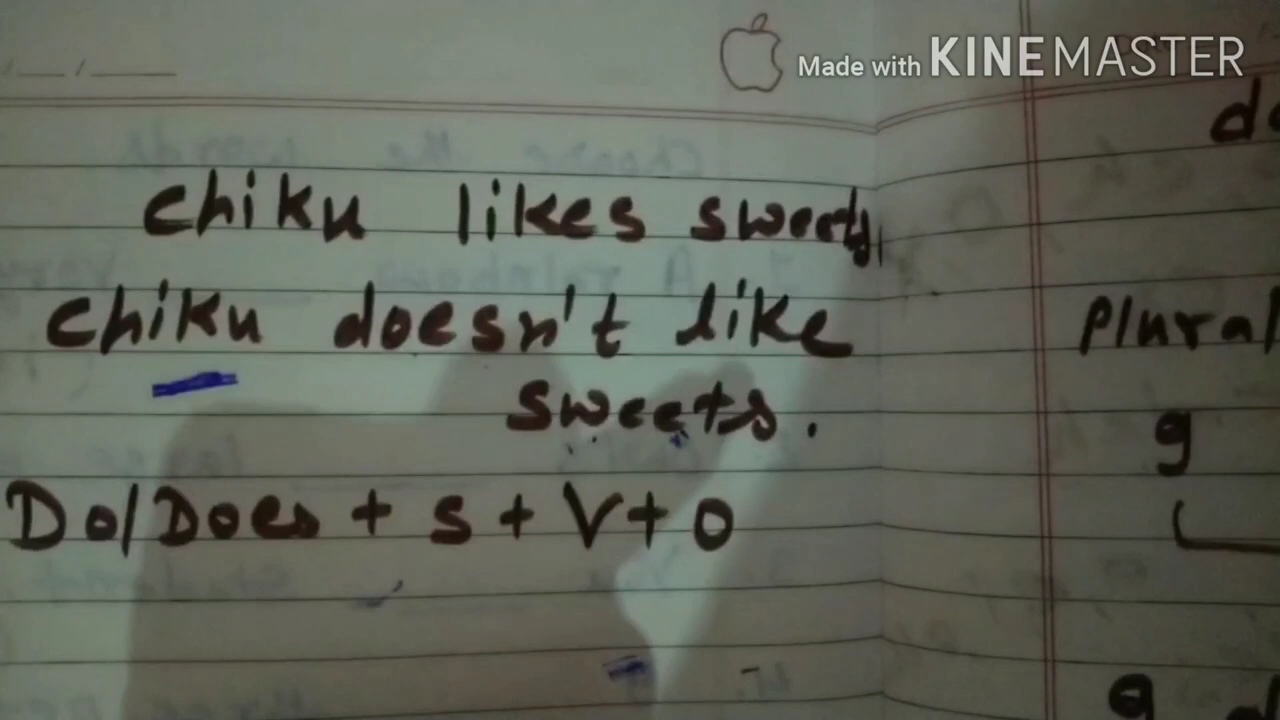 Made with KINEMASTER
chiku likes sweets
chiku doesn't like
sweets.
Do/Does + S + V + O
Plural
g